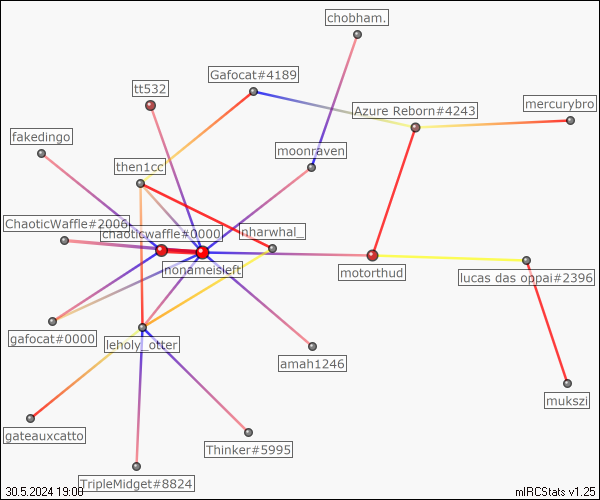 chobham.
Gafocat#4189
tt532
Azure Reborn#4243
mercurybro
fakedingo
moonraven
then1cc
ChaoticWaffle#2006
chaoticwaffle#0000
nharwhal_
nonameisleft
motorthud
lucas das oppai#2396
gafocat#0000
leholy_otter
amah1246
mukszi
gateauxcatto
Thinker#5995
TripleMidget#8824
30.5.2024 19:00
mIRCStats v1.25